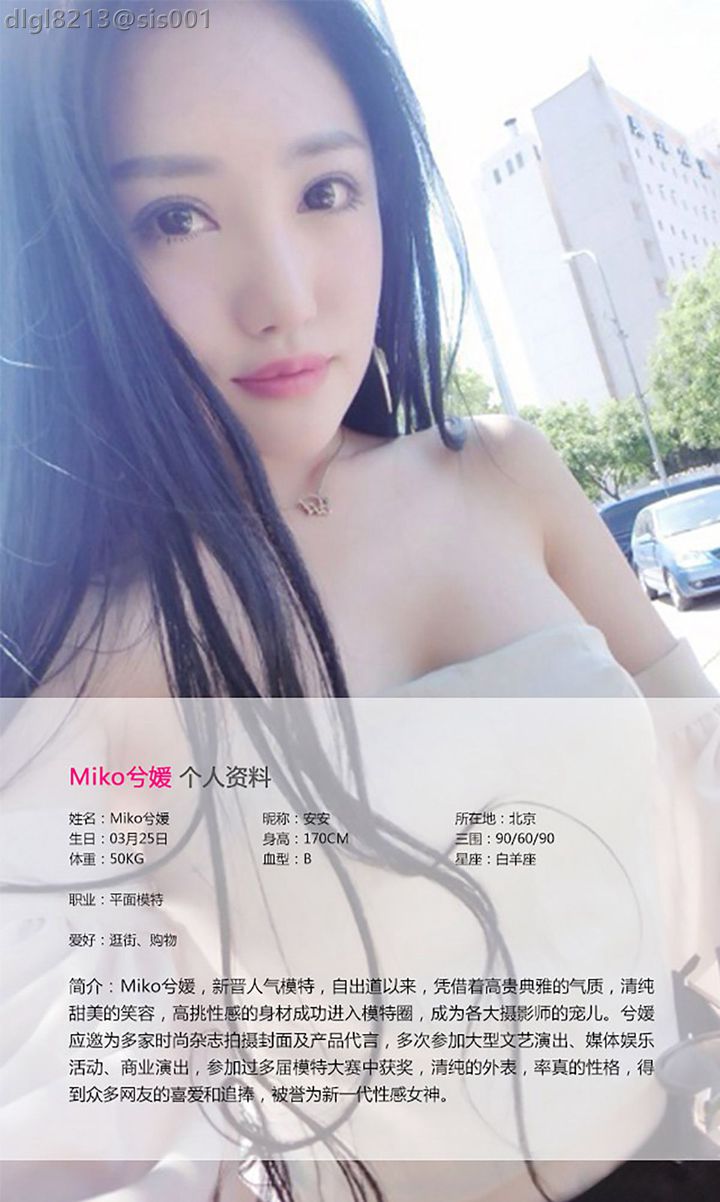 dlgl8213@sis001
Miko兮媛 个人资料
姓名：Miko兮媛 昵称：安安 所在地：北京
生日：03月25日 身高：170CM 三围：90/60/90
体重：50KG 血型：B 星座：白羊座
职业：平面模特
爱好：逛街、购物
简介：Miko兮媛，新晋人气模特，自出道以来，凭借着高贵典雅的气质，清纯
甜美的笑容，高挑性感的身材成功进入模特圈，成为各大摄影师的宠儿。兮媛
应邀为多家时尚杂志拍摄封面及产品代言，多次参加大型文艺演出、媒体娱乐
活动、商业演出，参加过多届模特大赛中获奖，清纯的外表，率真的性格，得
到众多网友的喜爱和追捧，被誉为新一代性感女神。